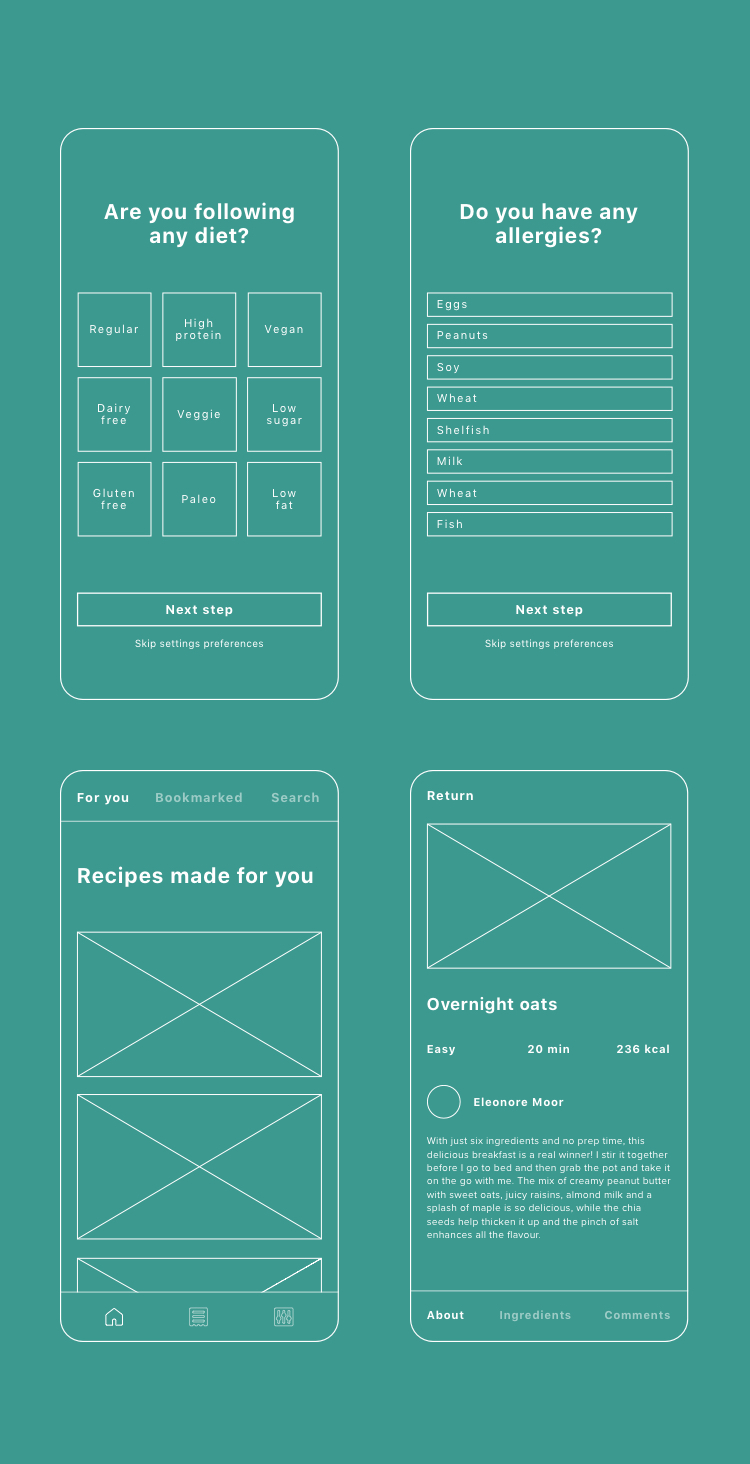 Are you following
any diet?
Regular
High
protein
Vegan
Dairy
free
Veggie
Low
sugar
Gluten
free
Paleo
Low
fat
Next step
Skip settings preferences
Do you have any
allergies?
Eggs
Peanuts
Soy
Wheat
Shelfish
Milk
Wheat
Fish
Next step
Skip settings preferences
For you Bookmarked Search
Recipes made for you
Return
Overnight oats
Easy 20 min 236 kcal
Eleonore Moor
With just six ingredients and no prep time, this
delicious breakfast is a real winner! I stir it together
before I go to bed and then grab the pot and take it
on the go with me. The mix of creamy peanut butter
with sweet oats, juicy raisins, almond milk and a
splash of maple is so delicious, while the chia
seeds help thicken it up and the pinch of salt
enhances all the flavour.
About Ingredients Comments